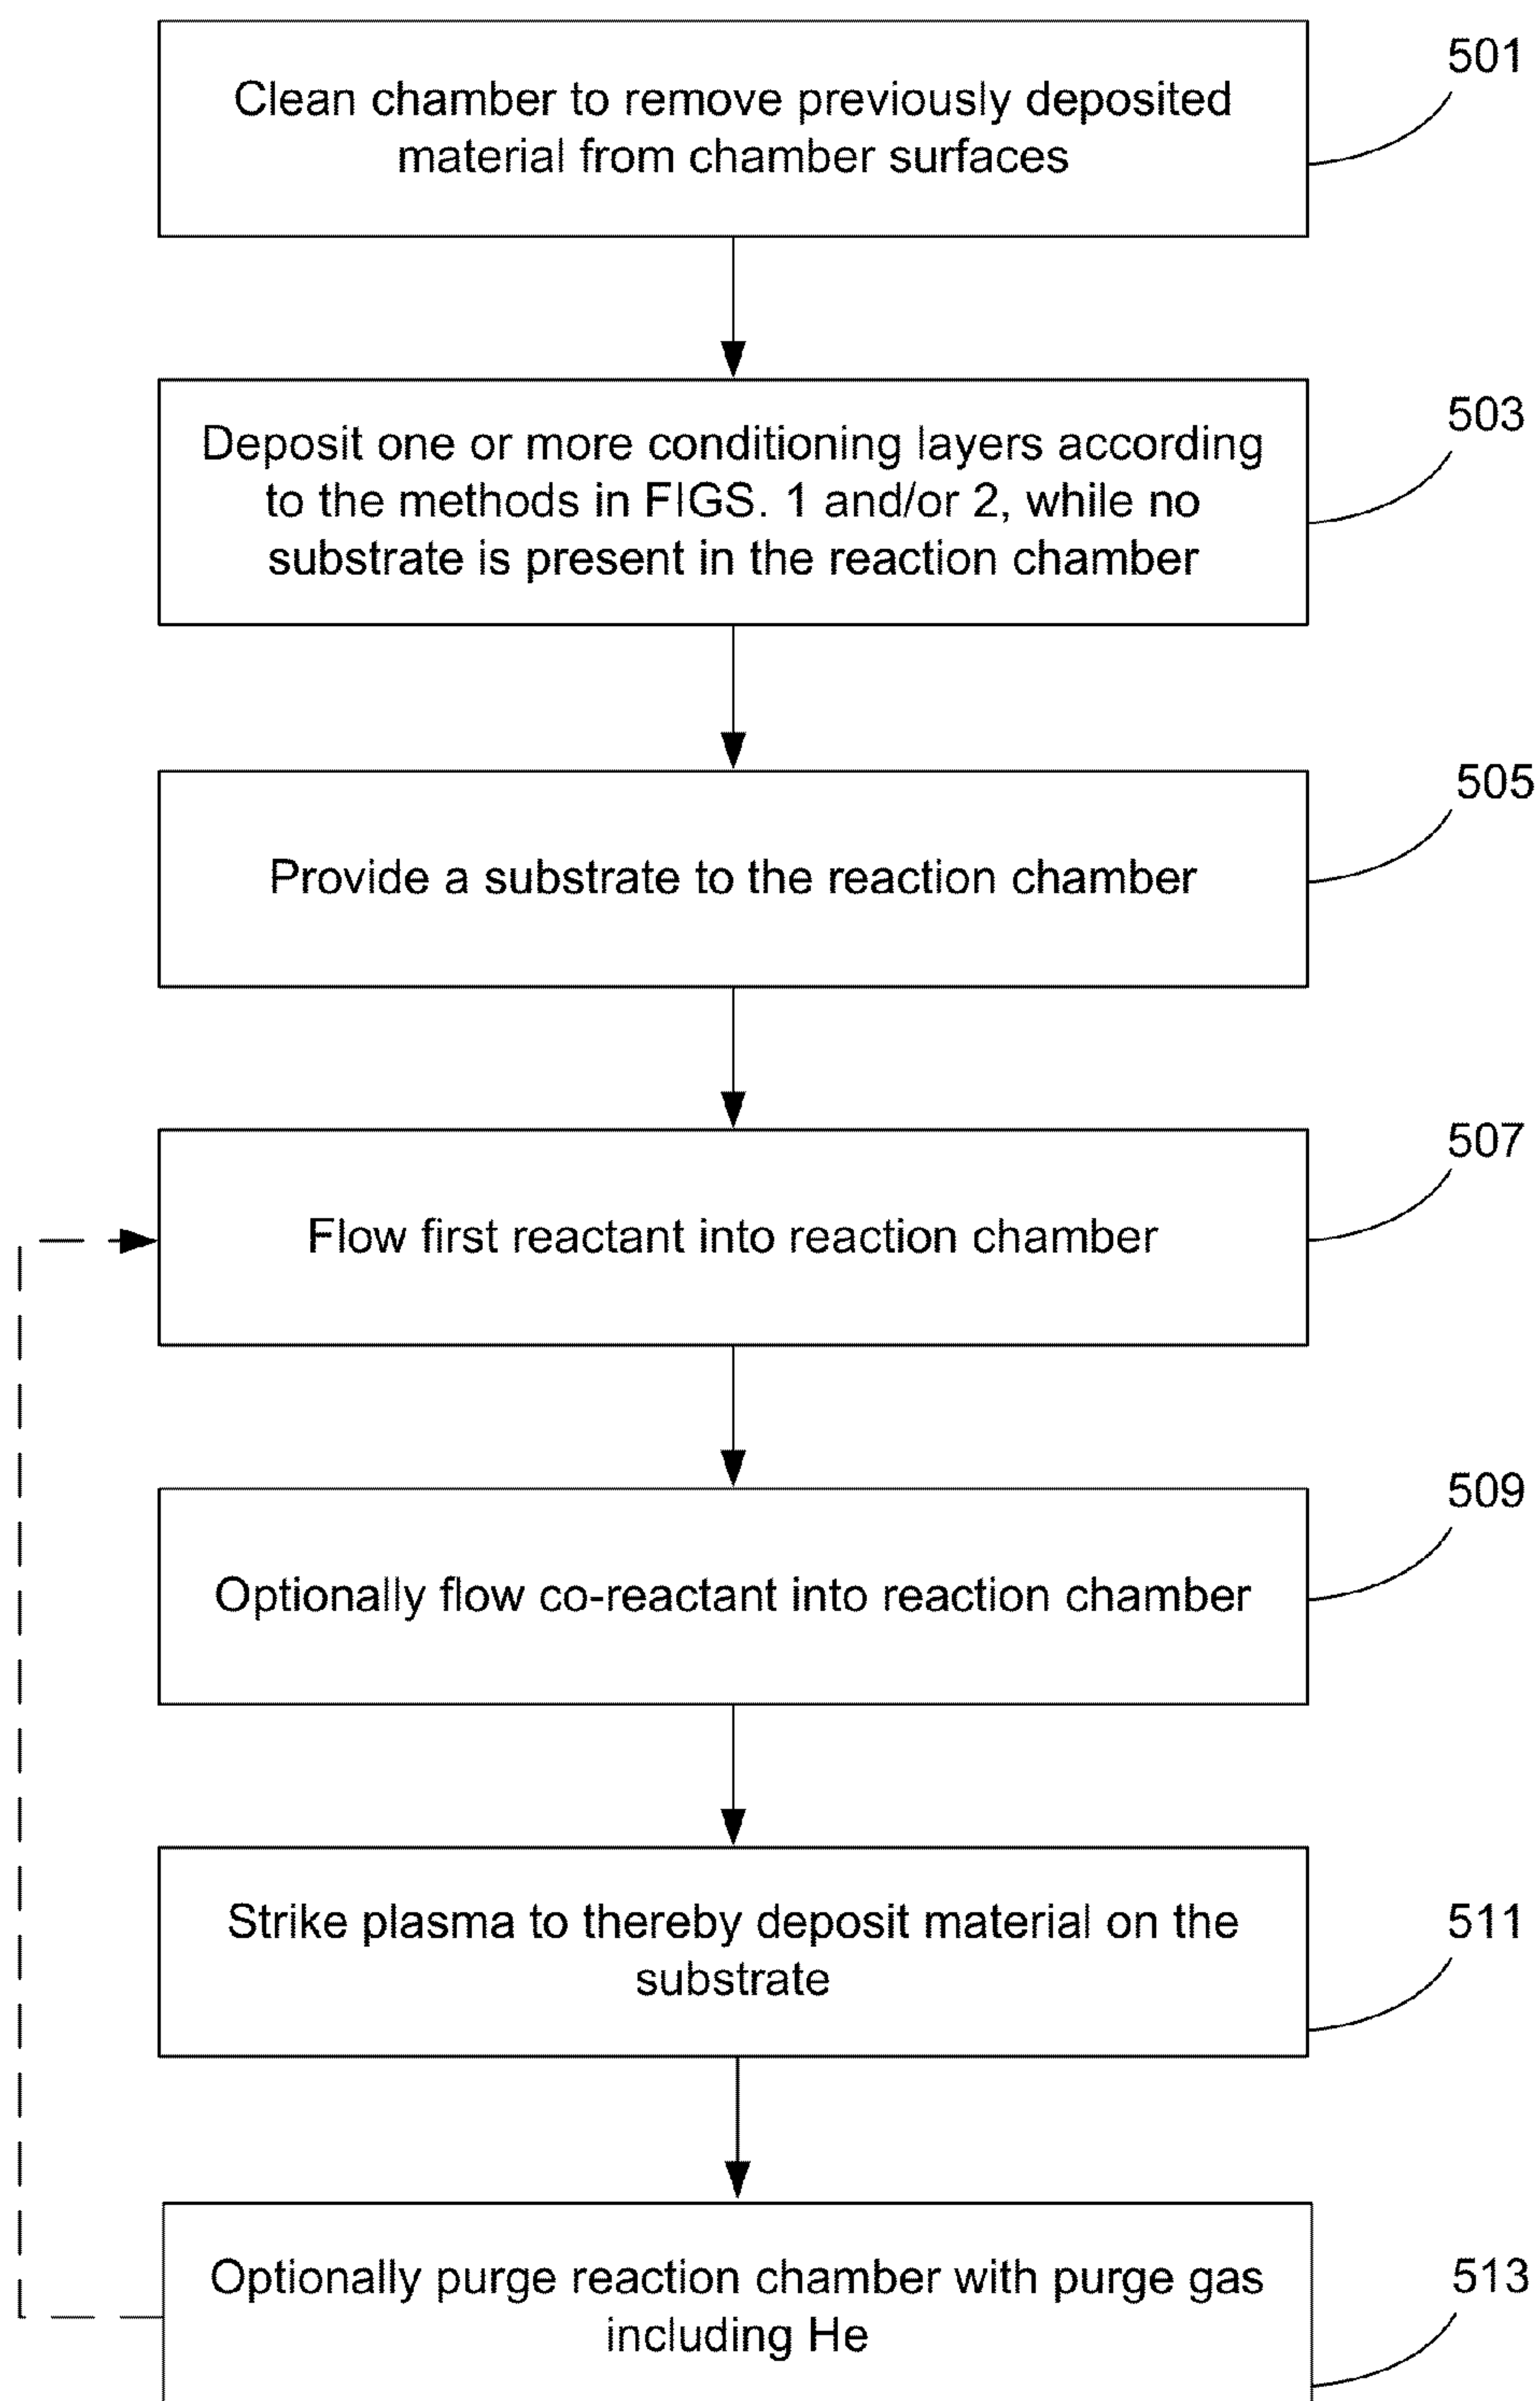 501
Clean chamber to remove previously deposited
material from chamber surfaces
503
Deposit one or more conditioning layers according
to the methods in FIGS. 1 and/or 2, while no
substrate is present in the reaction chamber
505
Provide a substrate to the reaction chamber
507
Flow first reactant into reaction chamber
509
Optionally flow co-reactant into reaction chamber
511
Strike plasma to thereby deposit material on the
substrate
513
Optionally purge reaction chamber with purge gas
including He